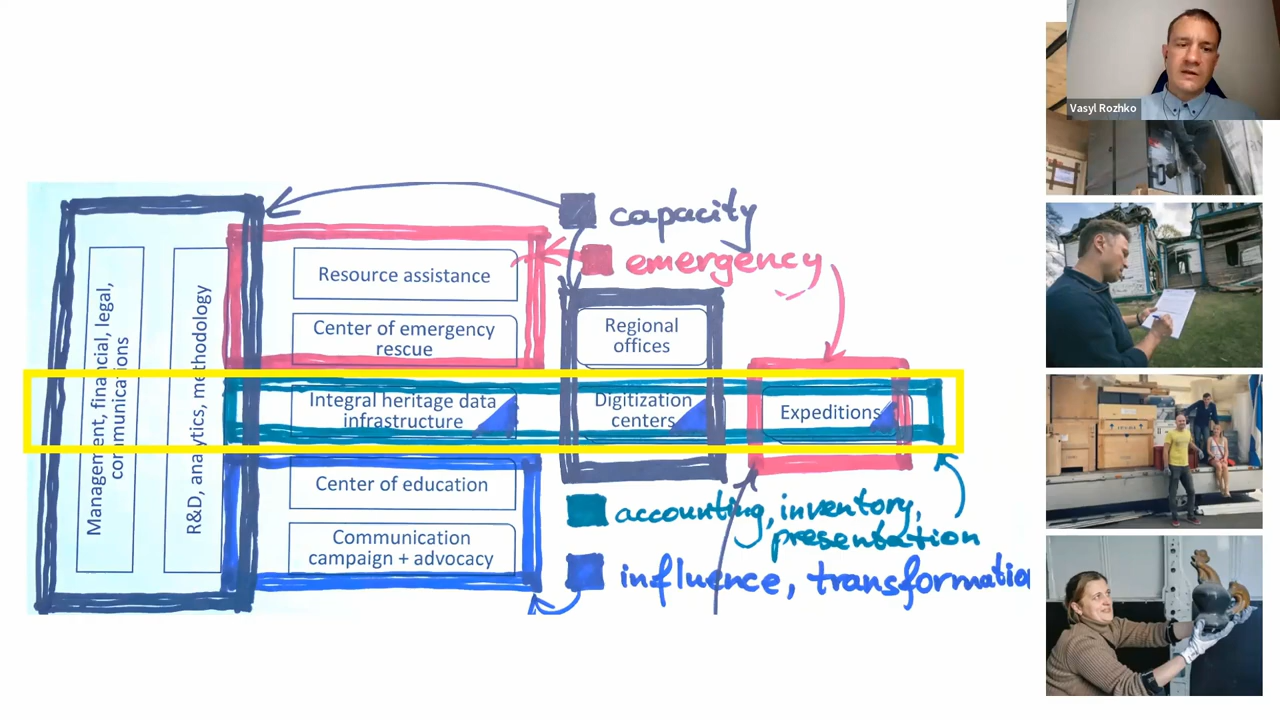 Vasyl Rozhko
capacity
emergency
Management, financial, legal,
communications
R&D, analytics, methodology
Resource assistance
Center of emergency
rescue
Integral heritage data
infrastructure
Center of education
Communication
campaign + advocacy
Regional
offices
Digitization
centers
Expeditions
accounting, inventory,
presentation
influence, transformatio